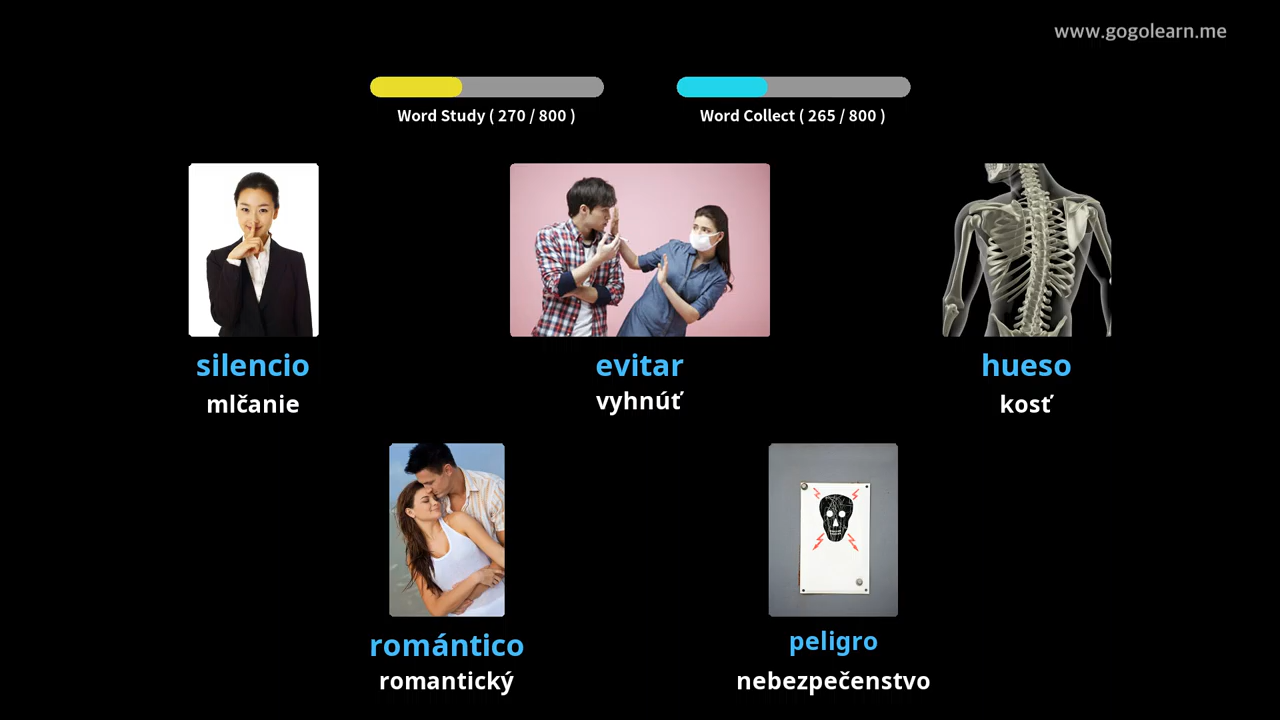 www.gogolearn.me
Word Study ( 270 / 800 )
Word Collect ( 265 / 800 )
silencio
mlčanie
evitar
vyhnúť
hueso
kosť
romántico
romantický
peligro
nebezpečenstvo